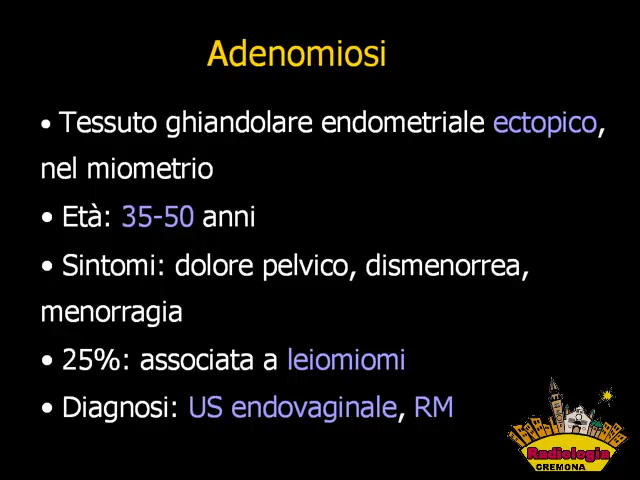 Adenomiosi
• Tessuto ghiandolare endometriale ectopico,
nel miometrio
• Età: 35-50 anni
• Sintomi: dolore pelvico, dismenorrea,
menorragia
• 25%: associata a leiomiomi
• Diagnosi: US endovaginale, RM
Radiologia
CREMONA